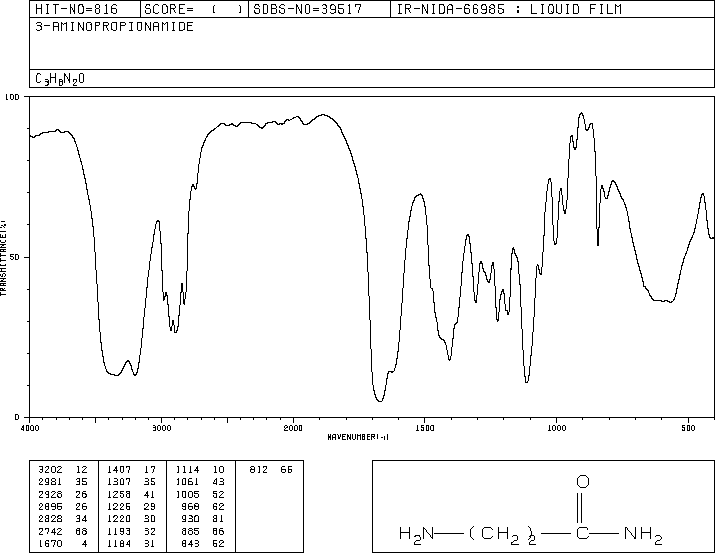 HIT-NO=816 SCORE= ( ) SDBS-NO=39517 IR-NIDA-66985 : LIQUID FILM
3-AMINOPROPIONAMIDE
C3H8N2O
100
50
0
TRANSMITTANCE(%)
4000 3000 2000 1500 1000 500
WAVENUMBER(-1)
3202 12 1407 17 1114 10 812 66
2981 35 1307 35 1061 43
2928 26 1258 41 1005 52
2895 26 1226 29 968 62
2828 34 1220 30 930 81
2742 68 1193 32 885 86
1670 4 1184 31 843 52
O
H2N—(CH2)2—C—NH2